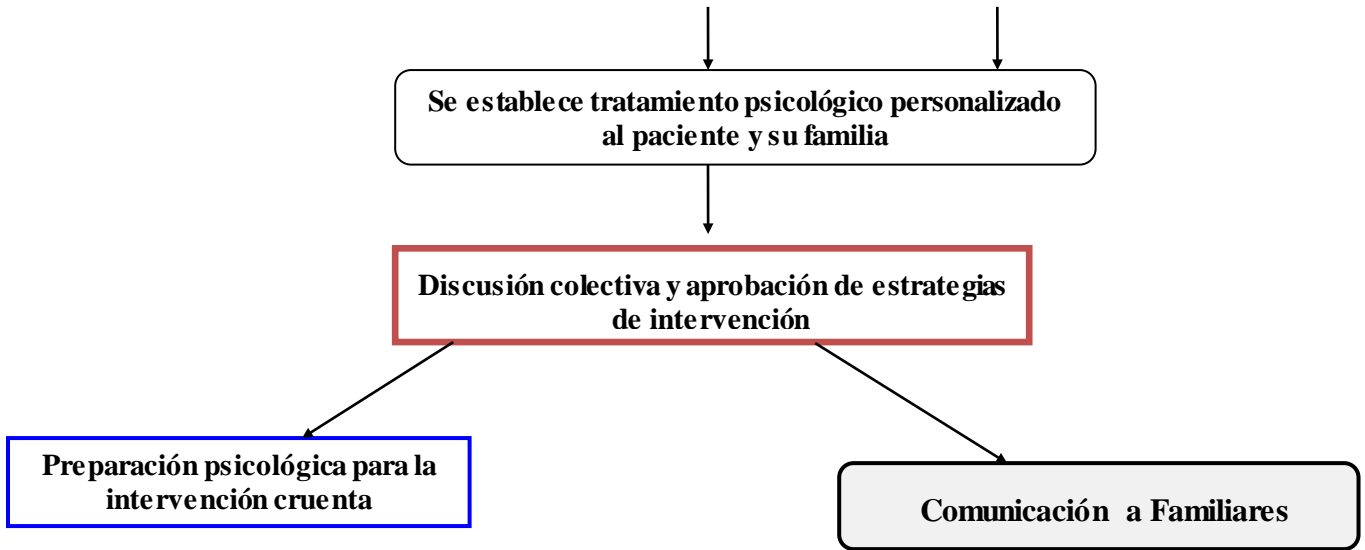 Se establece tratamiento psicológico personalizado
al paciente y su familia
Discusión colectiva y aprobación de estrategias
de intervención
Preparación psicológica para la
intervención cruenta
Comunicación a Familiares